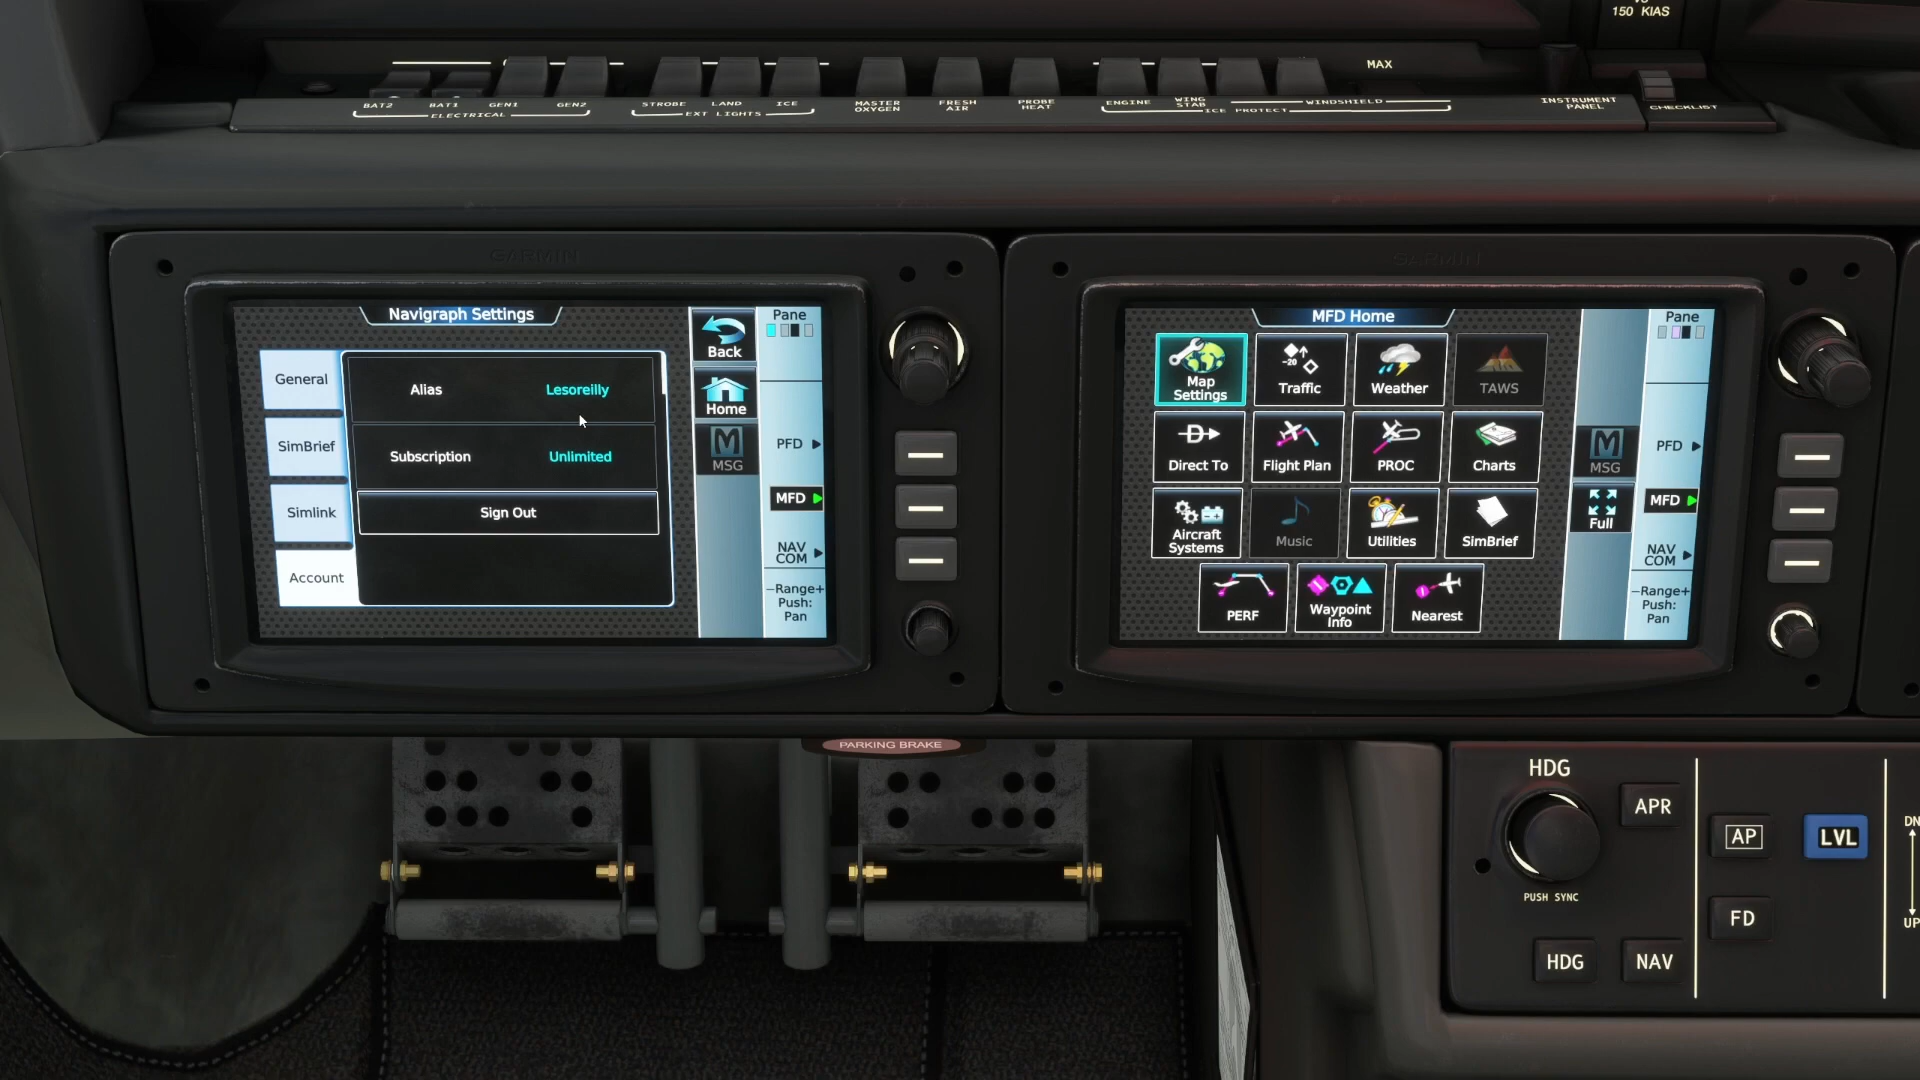 150 KIAS
MAX
BAT2 BAT1 GEN1 GEN2
ELECTRICAL
STROBE LAND ICE
EXT LIGHTS
MASTER
OXYGEN
FRESH
AIR
PROBE
HEAT
ENGINE
WING
STAB
WINDSHIELD
ICE PROTECT
INSTRUMENT
PANEL
CHECKLIST
GARMIN
Navigraph Settings
General
SimBrief
Simlink
Account
Alias Lesoreilly
Subscription Unlimited
Sign Out
Back
Home
MSG
Pane
PFD
MFD
NAV
COM
−Range+
Push:
Pan
GARMIN
MFD Home
Map
Settings
Traffic
-20
Weather
TAWS
Direct To
Flight Plan
PROC
Charts
Aircraft
Systems
Music
Utilities
SimBrief
PERF
Waypoint
Info
Nearest
MSG
Full
Pane
PFD
MFD
NAV
COM
−Range+
Push:
Pan
PARKING BRAKE
HDG
PUSH SYNC
APR
HDG
NAV
AP
LVL
FD
DN
UP